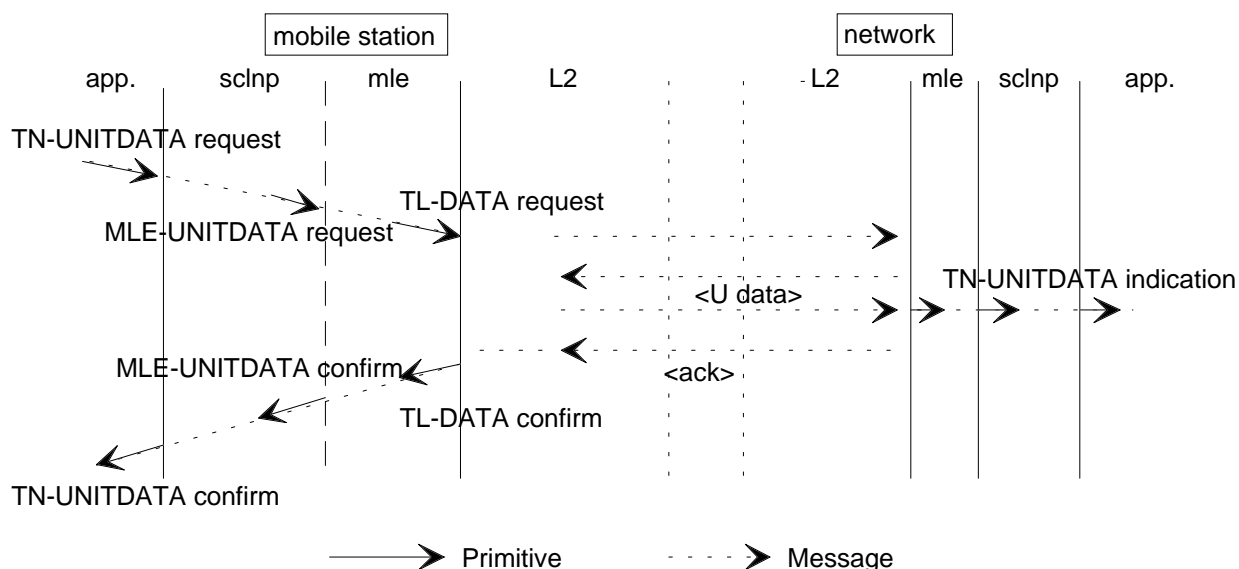 mobile station
network
app. sclnp mle L2 L2 mle sclnp app.
TN-UNITDATA request
TL-DATA request
MLE-UNITDATA request
TN-UNITDATA indication
<U data>
MLE-UNITDATA confirm
<ack>
TL-DATA confirm
TN-UNITDATA confirm
Primitive
Message